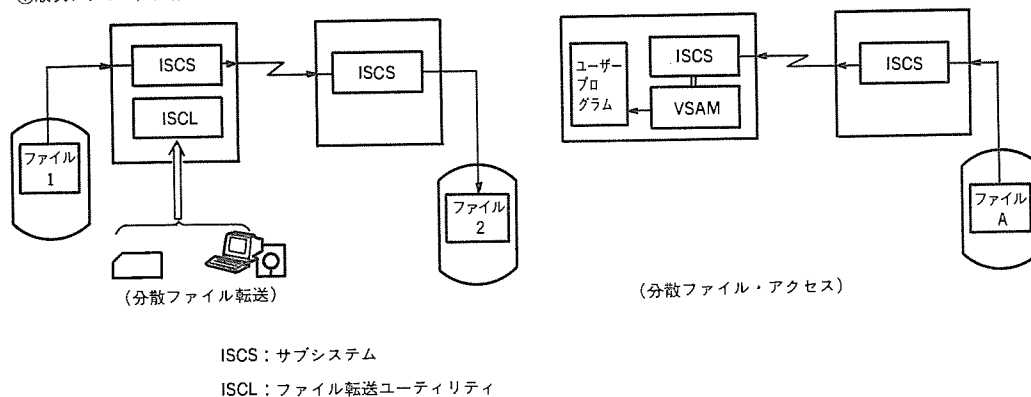 ISCS
ISCL
ファイル
1
ISCS
ファイル
2
(分散ファイル転送)
ユーザー
プロ
グラム
ISCS
VSAM
ISCS
ファイル
A
(分散ファイル・アクセス)
ISCS:サブシステム
ISCL:ファイル転送ユーティリティ